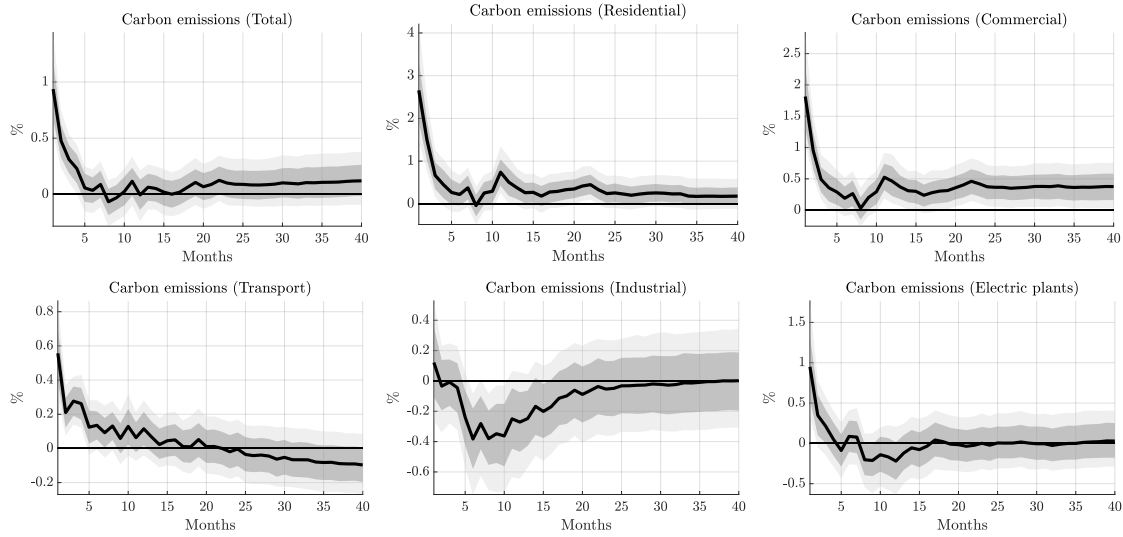 Carbon emissions (Total)
%
1
0.5
0
5 10 15 20 25 30 35 40
Months
Carbon emissions (Residential)
%
4
3
2
1
0
5 10 15 20 25 30 35 40
Months
Carbon emissions (Commercial)
%
2.5
2
1.5
1
0.5
0
5 10 15 20 25 30 35 40
Months
Carbon emissions (Transport)
%
0.8
0.6
0.4
0.2
0
-0.2
5 10 15 20 25 30 35 40
Months
Carbon emissions (Industrial)
%
0.4
0.2
0
-0.2
-0.4
-0.6
5 10 15 20 25 30 35 40
Months
Carbon emissions (Electric plants)
%
1.5
1
0.5
0
-0.5
5 10 15 20 25 30 35 40
Months